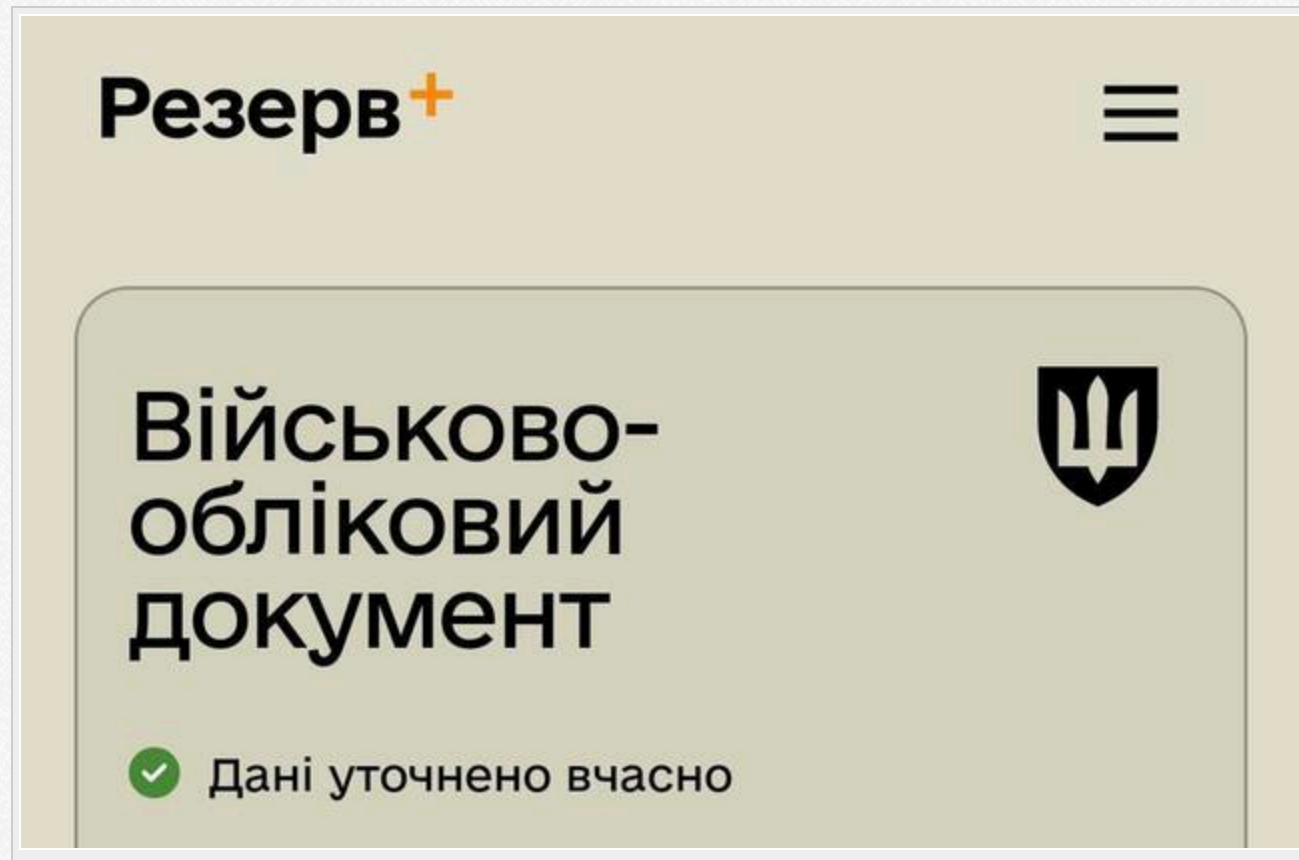 Резерв+
Військово-
обліковий
документ
Дані уточнено вчасно